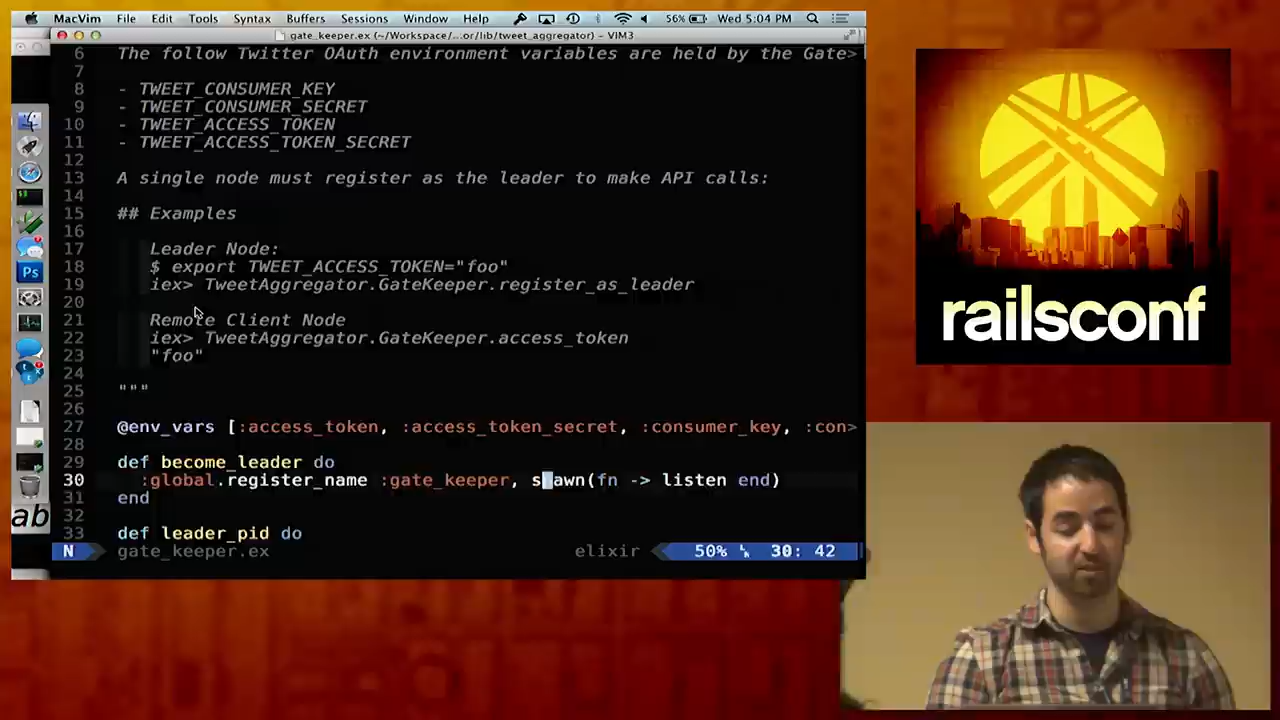 MacVim File Edit Tools Syntax Buffers Sessions Window Help 56% Wed 5:04 PM
gate_keeper.ex (~/Workspace/...or/lib/tweet_aggregator) – VIM3
6 The follow Twitter OAuth environment variables are held by the Gate>
7
8 - TWEET_CONSUMER_KEY
9 - TWEET_CONSUMER_SECRET
10 - TWEET_ACCESS_TOKEN
11 - TWEET_ACCESS_TOKEN_SECRET
12
13 A single node must register as the leader to make API calls:
14
15 ## Examples
16
17 Leader Node:
18 $ export TWEET_ACCESS_TOKEN="foo"
19 iex> TweetAggregator.GateKeeper.register_as_leader
20
21 Remote Client Node
22 iex> TweetAggregator.GateKeeper.access_token
23 "foo"
24
25 """
26
27 @env_vars [:access_token, :access_token_secret, :consumer_key, :con>
28
29 def become_leader do
30 :global.register_name :gate_keeper, spawn(fn -> listen end)
31 end
32
33 def leader_pid do
N gate_keeper.ex elixir 50% 30: 42
Ps
ab
railsconf